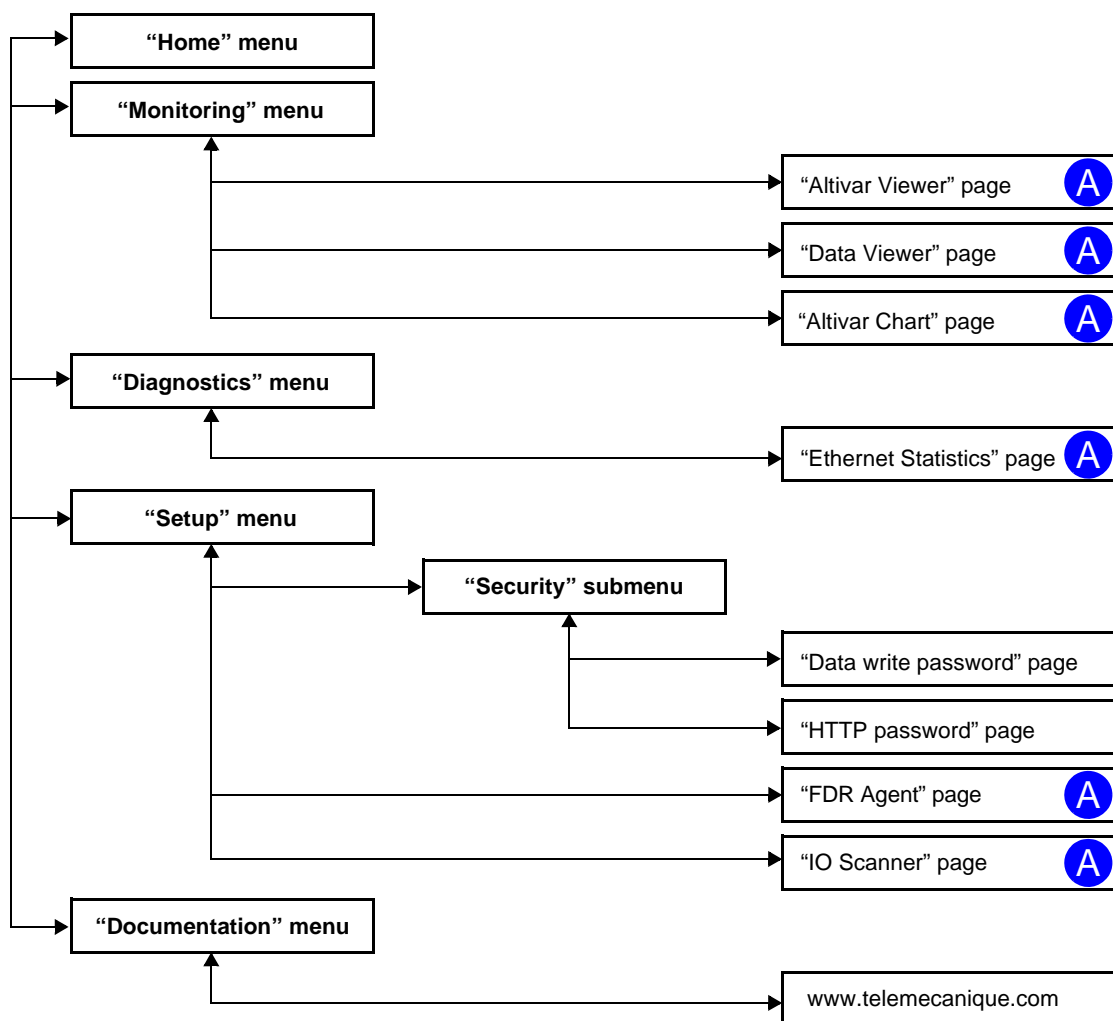 “Home” menu
“Monitoring” menu
“Altivar Viewer” page A
“Data Viewer” page A
“Altivar Chart” page A
“Diagnostics” menu
“Ethernet Statistics” page A
“Setup” menu
“Security” submenu
“Data write password” page
“HTTP password” page
“FDR Agent” page A
“IO Scanner” page A
“Documentation” menu
www.telemecanique.com